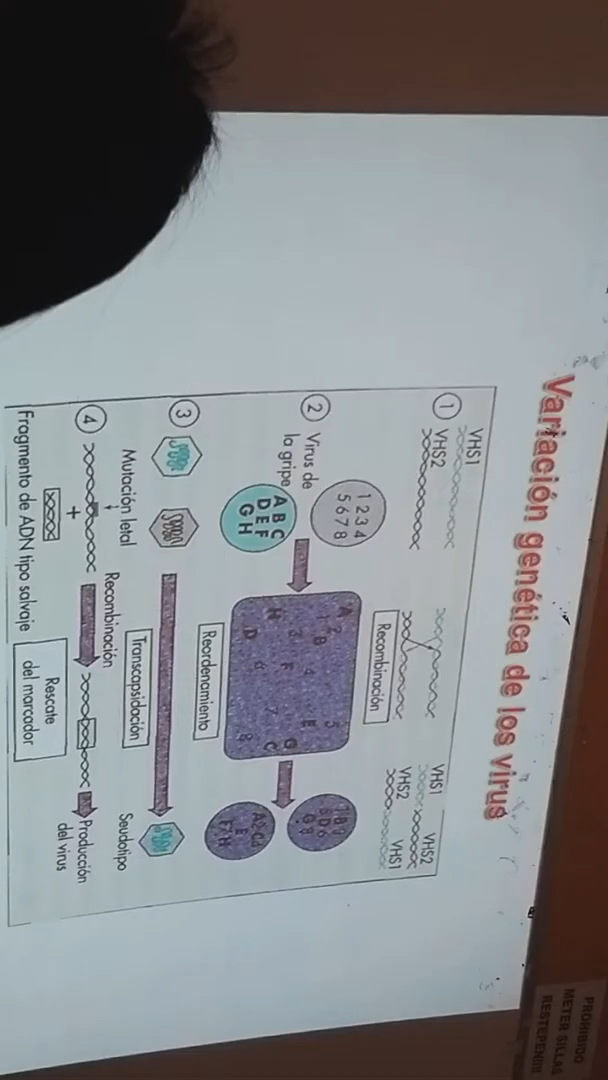 Variación genética de los virus
1
VHS1
VHS2
Recombinación
VHS1 VHS2
VHS2 VHS1
2
Virus de
la gripe
1 2 3 4
5 6 7 8
A B C
D E F
G H
Reordenamiento
3
Transcapsidación
Seudotipo
4
Mutación letal
+
Fragmento de ADN tipo salvaje
Recombinación
Rescate
del marcador
Producción
del virus
PROHIBIDO
METER SILLAS